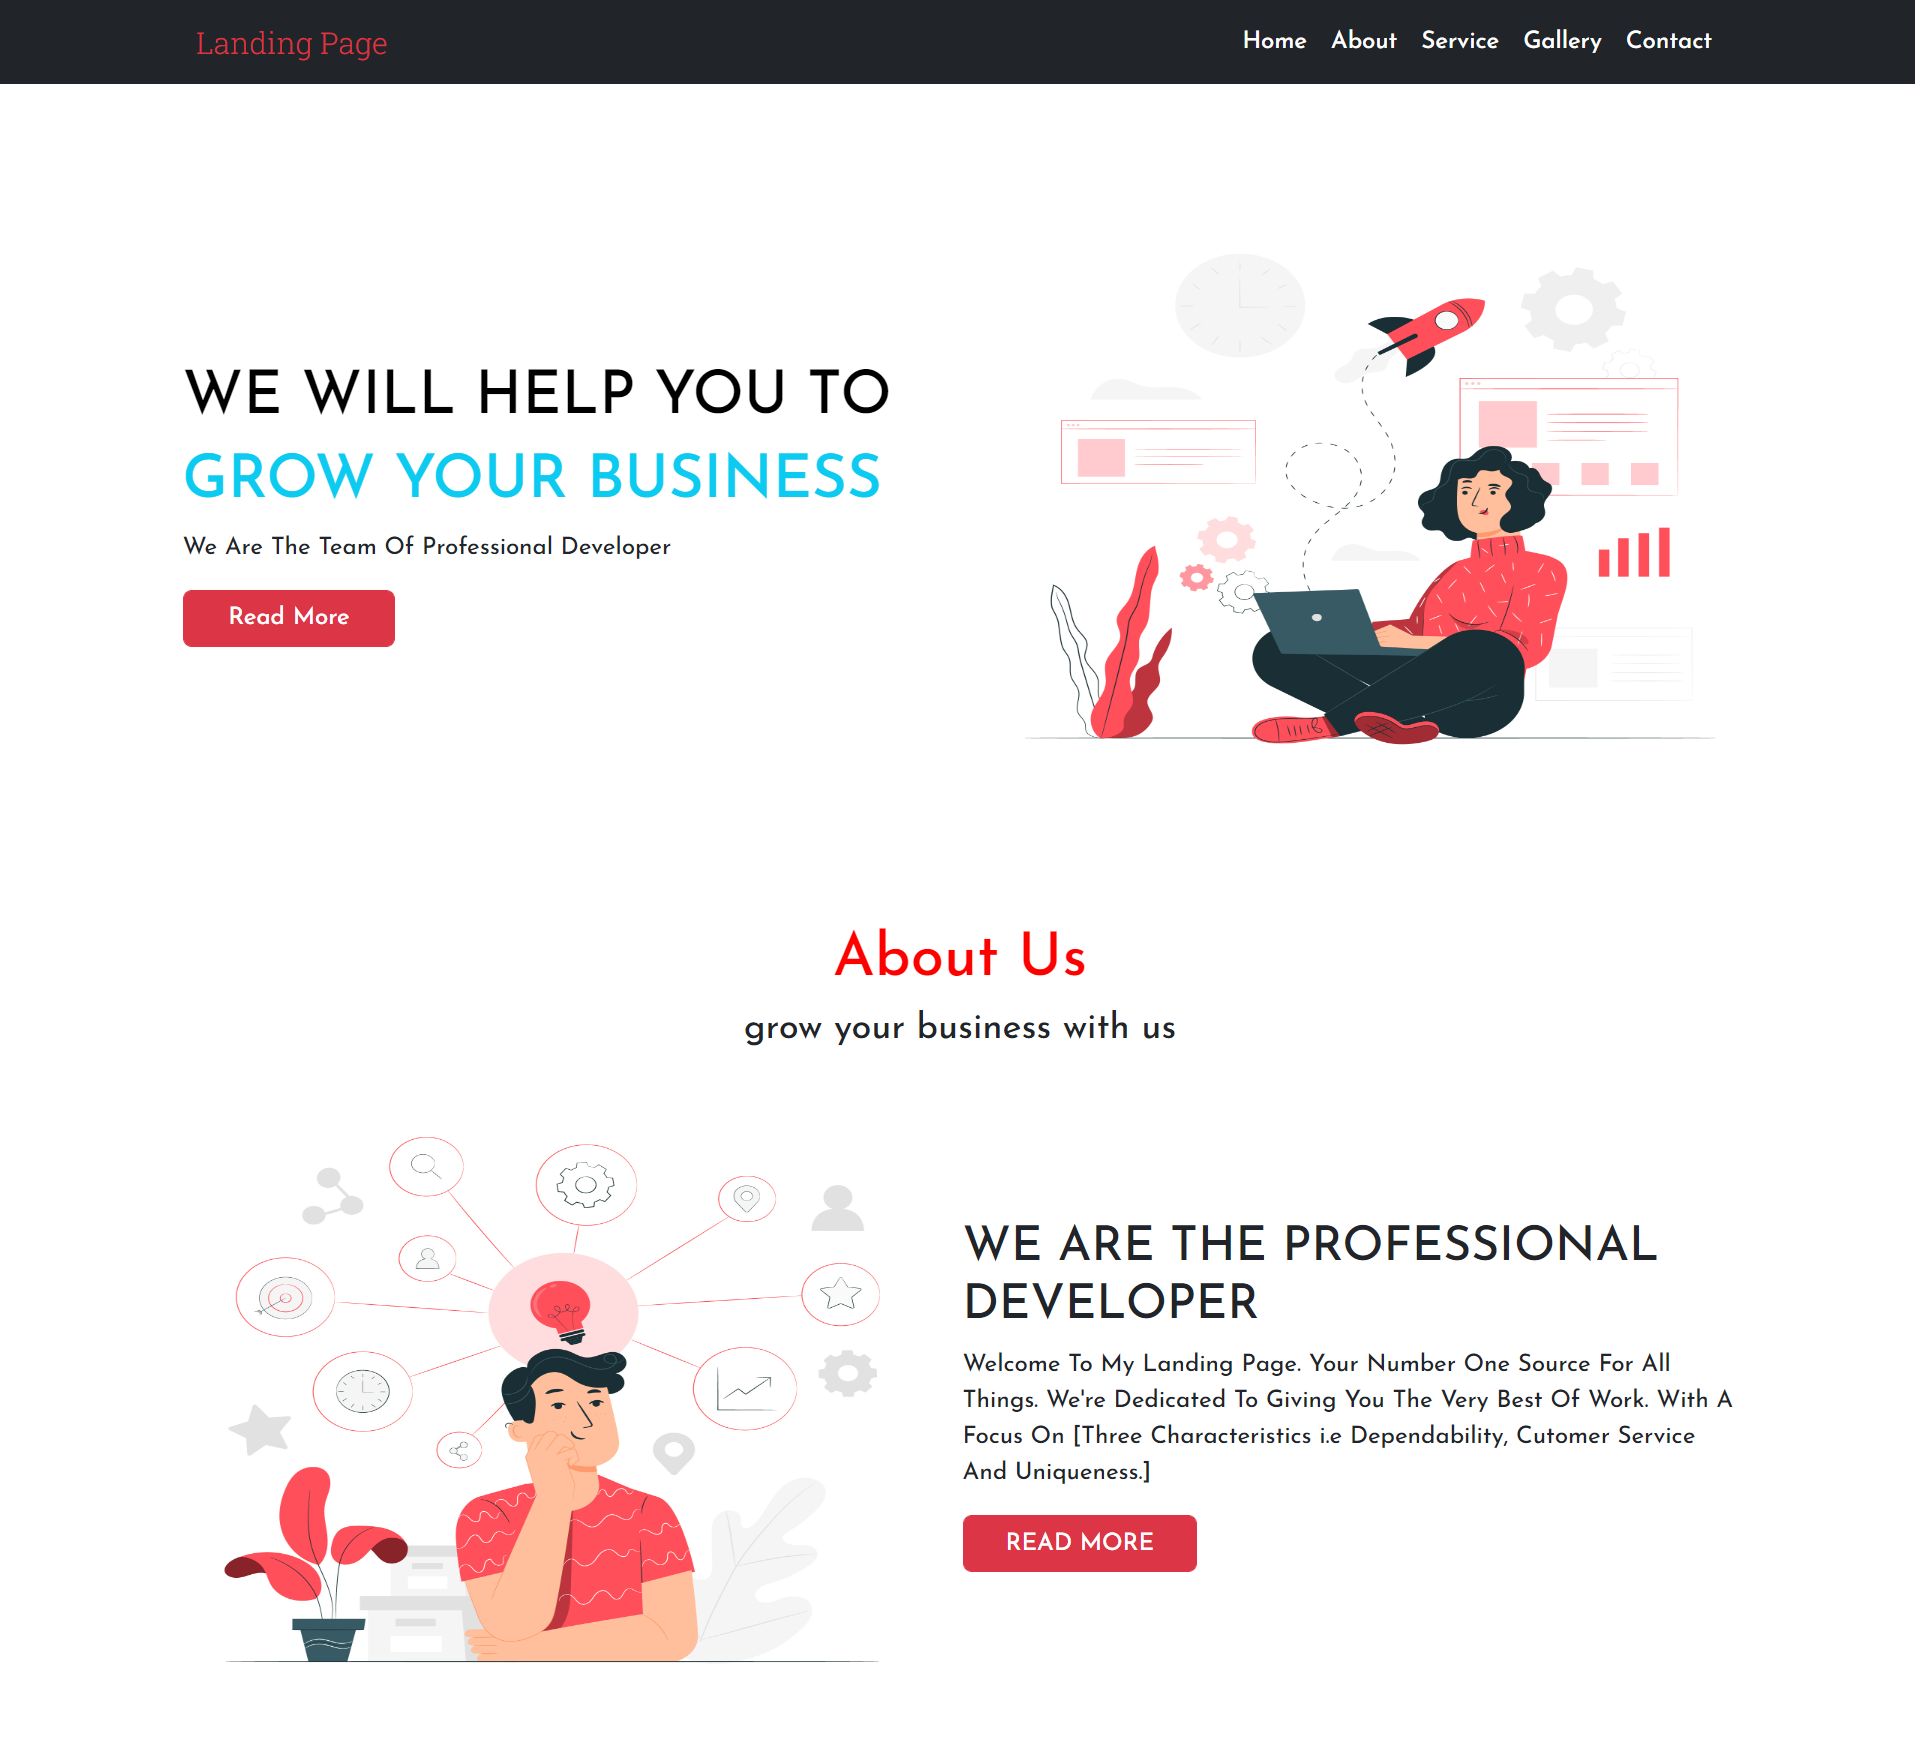 Landing Page
Home About Service Gallery Contact
WE WILL HELP YOU TO
GROW YOUR BUSINESS
We Are The Team Of Professional Developer
Read More
About Us
grow your business with us
WE ARE THE PROFESSIONAL
DEVELOPER
Welcome To My Landing Page. Your Number One Source For All
Things. We're Dedicated To Giving You The Very Best Of Work. With A
Focus On [Three Characteristics i.e Dependability, Cutomer Service
And Uniqueness.]
READ MORE